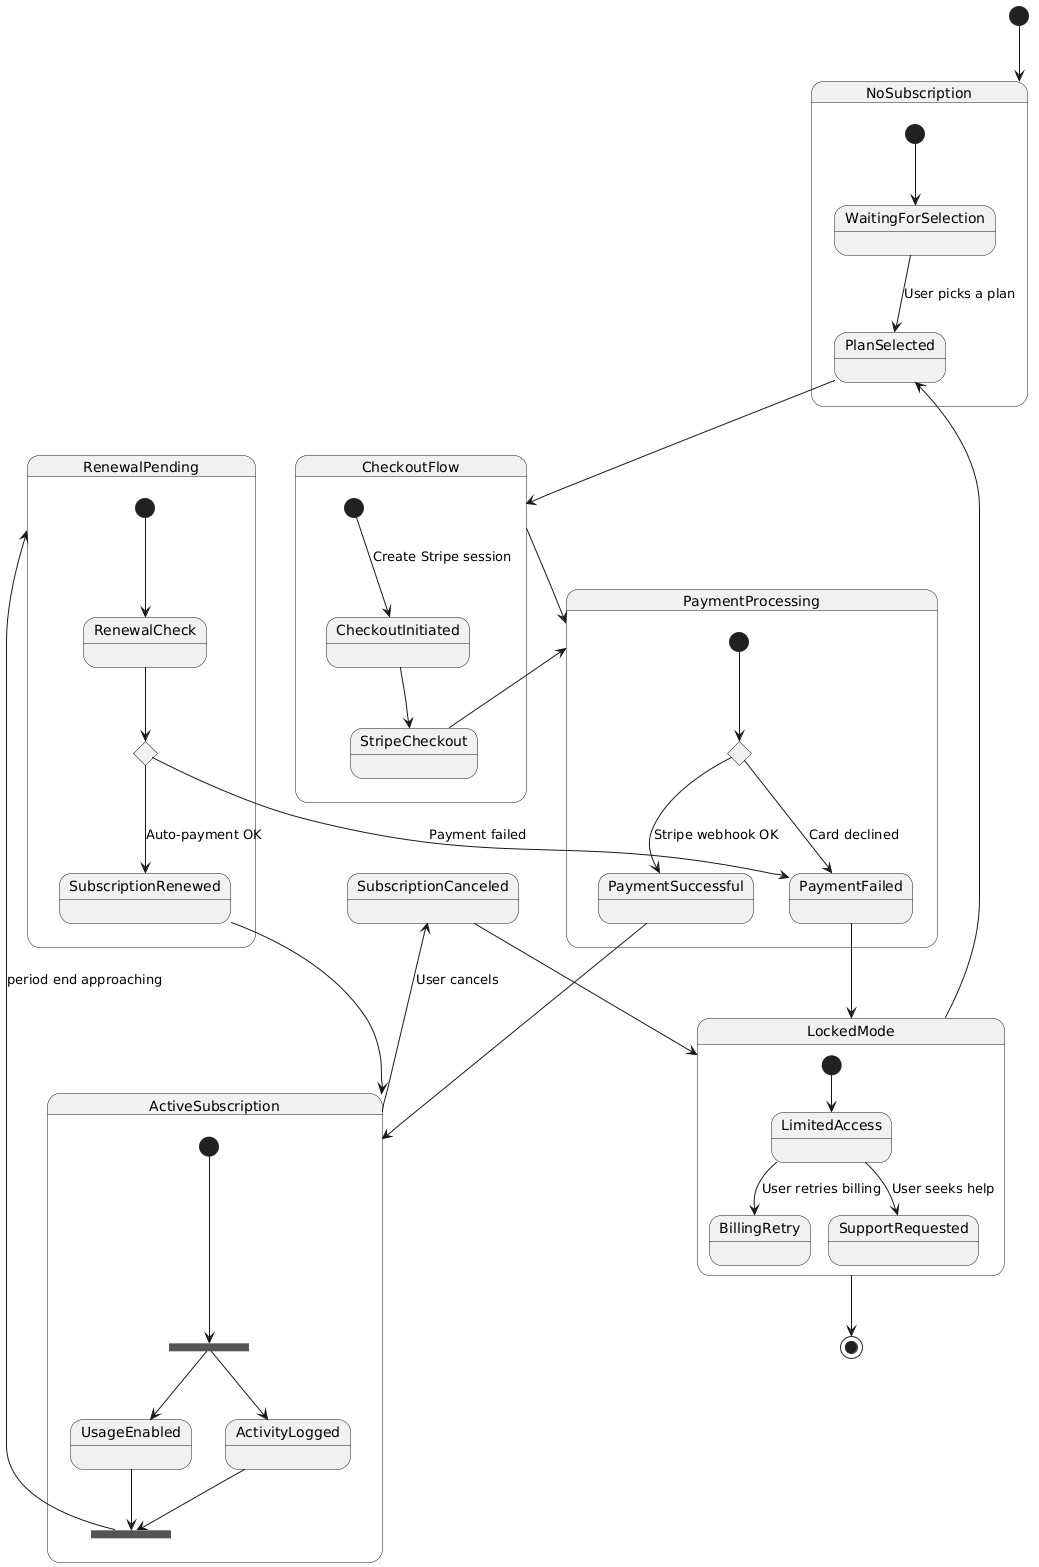 NoSubscription
WaitingForSelection
User picks a plan
PlanSelected
RenewalPending
CheckoutFlow
Create Stripe session
PaymentProcessing
RenewalCheck
CheckoutInitiated
StripeCheckout
Auto-payment OK
Payment failed
Stripe webhook OK
Card declined
SubscriptionRenewed
SubscriptionCanceled
PaymentSuccessful
PaymentFailed
period end approaching
User cancels
LockedMode
ActiveSubscription
LimitedAccess
User retries billing
User seeks help
BillingRetry
SupportRequested
UsageEnabled
ActivityLogged